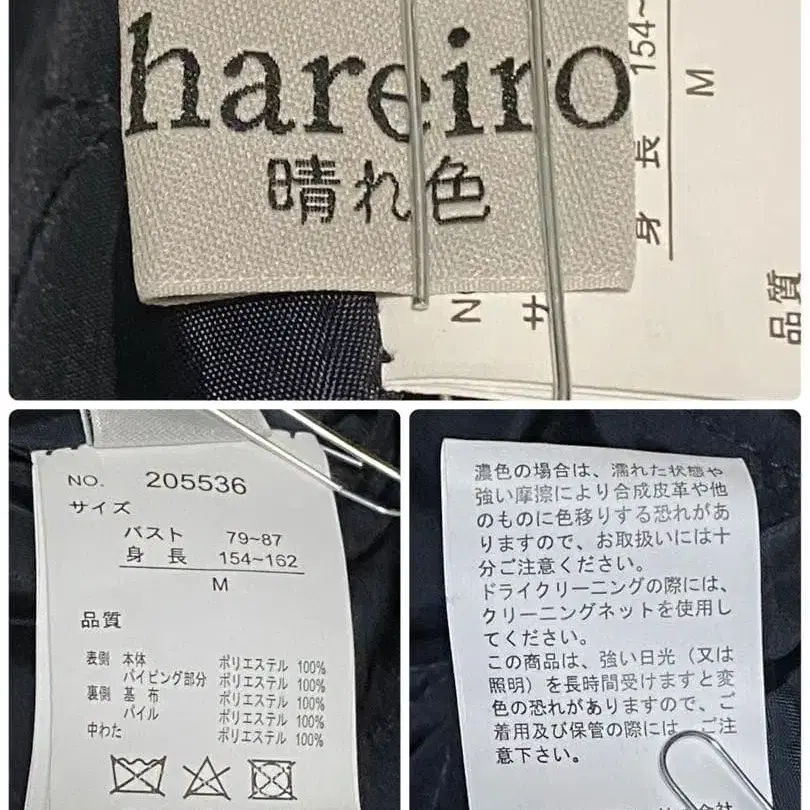 hareiro
晴れ色
身 長 154~
M
品質
NO. 205536
サイズ
バスト 79~87
身 長 154~162
M
品質
表側 本体 ポリエステル 100%
パイピング部分 ポリエステル 100%
裏側 基 布 ポリエステル 100%
パイル ポリエステル 100%
中わた ポリエステル 100%
濃色の場合は、濡れた状態や
強い摩擦により合成皮革や他
のものに色移りする恐れがあ
りますので、お取扱いには十
分ご注意ください。
ドライクリーニングの際には、
クリーニングネットを使用し
てください。
この商品は、強い日光（又は
照明）を長時間受けますと変
色の恐れがありますので、ご
着用及び保管の際には、ご注
意下さい。